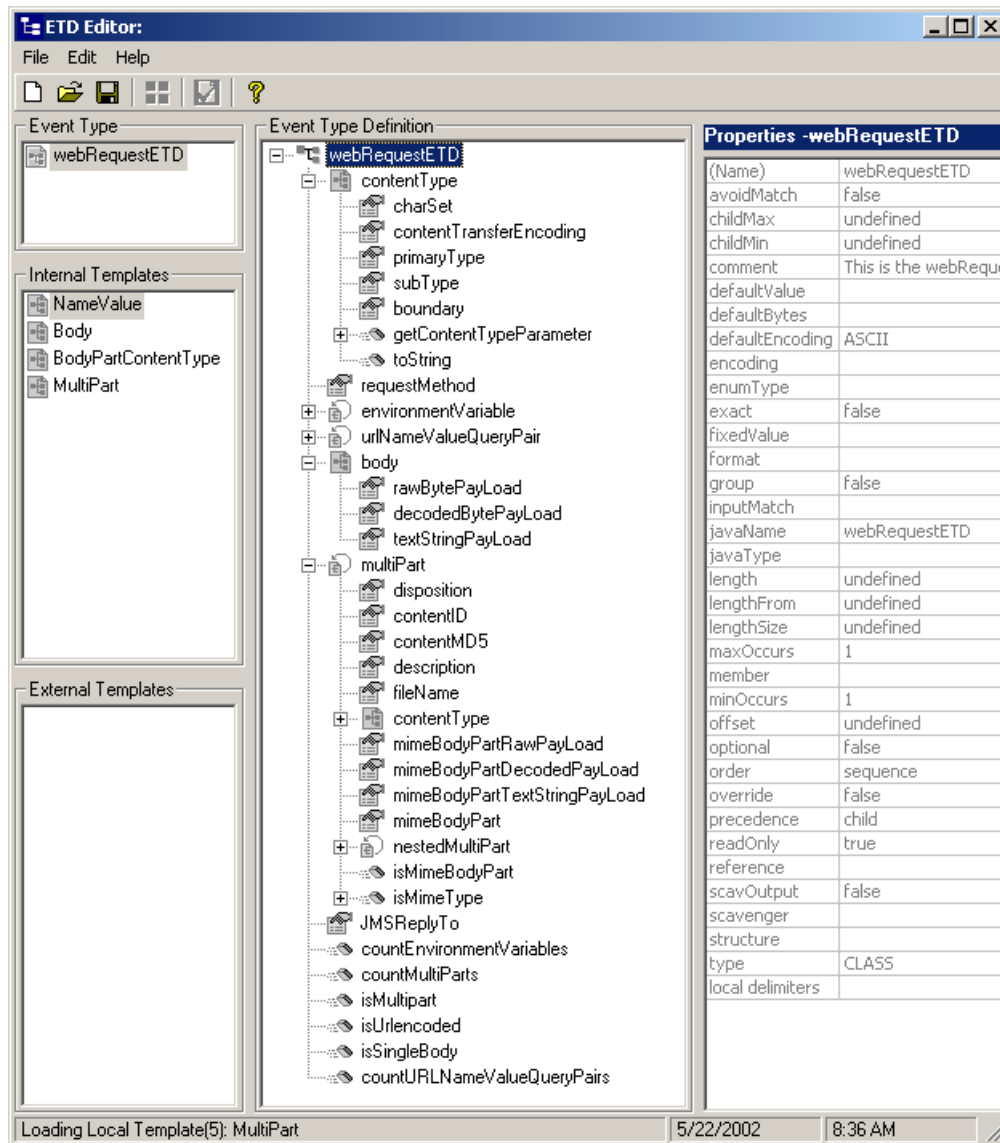 ETD Editor:
File Edit Help
Event Type
webRequestETD
Internal Templates
NameValue
Body
BodyPartContentType
MultiPart
External Templates
Event Type Definition
webRequestETD
contentType
charSet
contentTransferEncoding
primaryType
subType
boundary
getContentTypeParameter
toString
requestMethod
environmentVariable
urlNameValueQueryPair
body
rawBytePayLoad
decodedBytePayLoad
textStringPayLoad
multiPart
disposition
contentID
contentMD5
description
fileName
contentType
mimeBodyPartRawPayLoad
mimeBodyPartDecodedPayLoad
mimeBodyPartTextStringPayLoad
mimeBodyPart
nestedMultiPart
isMimeBodyPart
isMimeType
JMSReplyTo
countEnvironmentVariables
countMultiParts
isMultipart
isUrlencoded
isSingleBody
countURLNameValueQueryPairs
Properties -webRequestETD
(Name) webRequestETD
avoidMatch false
childMax undefined
childMin undefined
comment This is the webReque
defaultValue
defaultBytes
defaultEncoding ASCII
encoding
enumType
exact false
fixedValue
format
group false
inputMatch
javaName webRequestETD
javaType
length undefined
lengthFrom undefined
lengthSize undefined
maxOccurs 1
member
minOccurs 1
offset undefined
optional false
order sequence
override false
precedence child
readOnly true
reference
scavOutput false
scavenger
structure
type CLASS
local delimiters
Loading Local Template(5): MultiPart 5/22/2002 8:36 AM